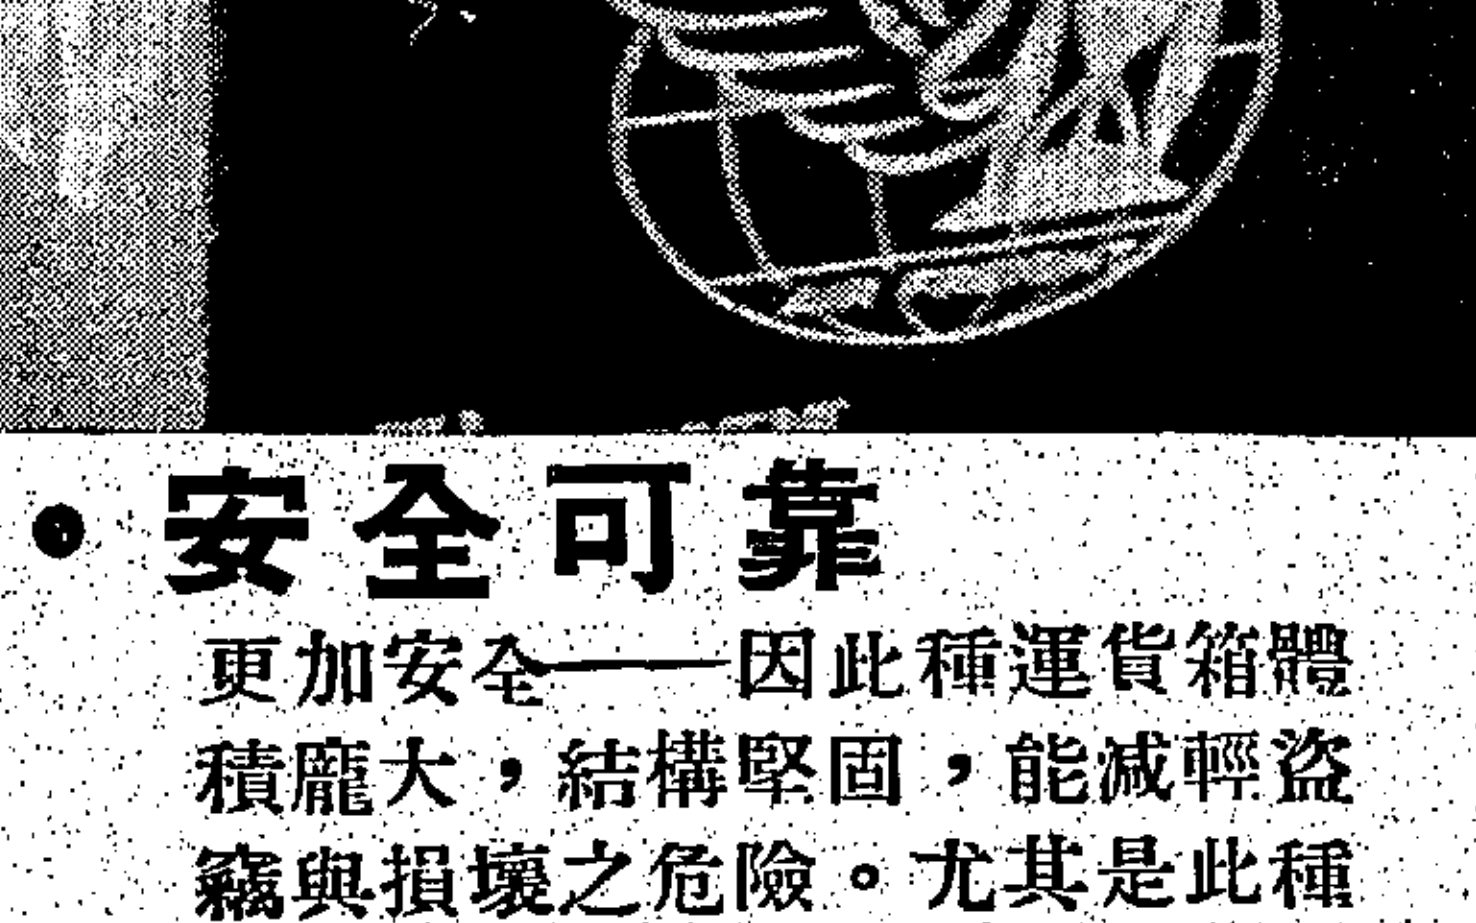 。安全可靠
更加安全——因此種運貨箱體
積龐大，結構堅固，能減輕盜
竊與損壞之危險。尤其是此種